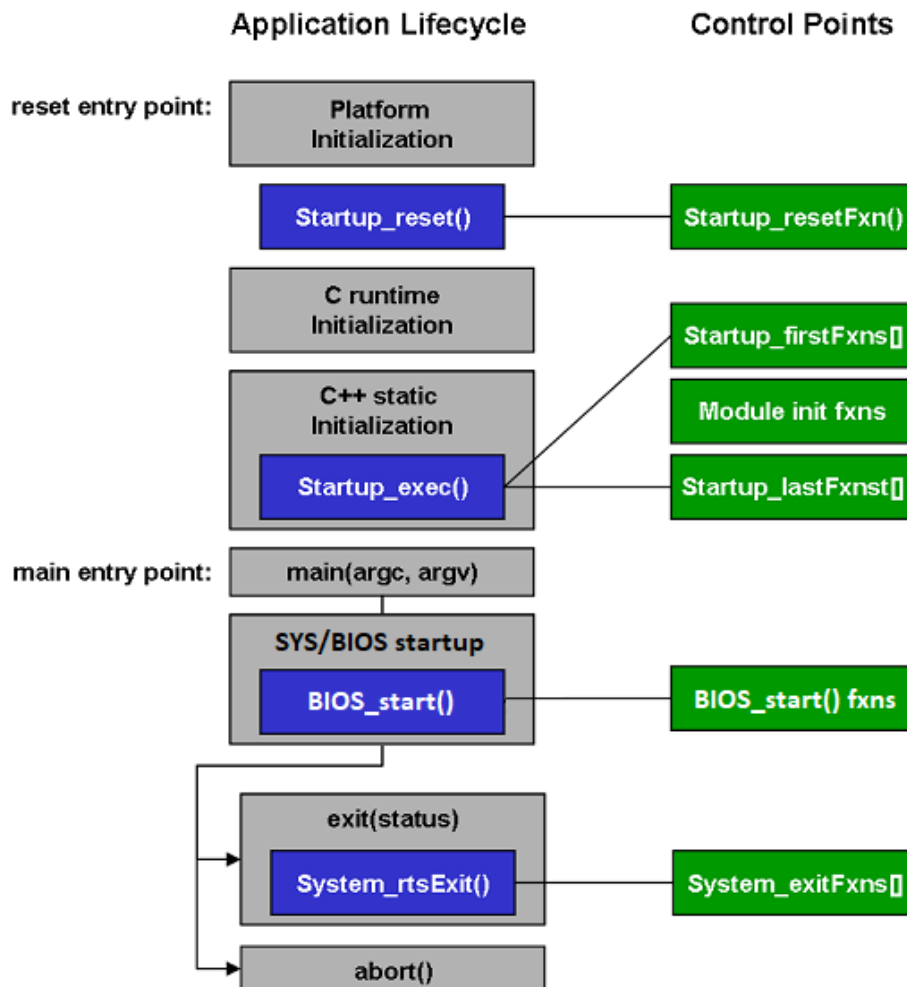 Application Lifecycle
Control Points
reset entry point:
Platform
Initialization
Startup_reset()
Startup_resetFxn()
C runtime
Initialization
Startup_firstFxns[]
C++ static
Initialization
Module init fxns
Startup_exec()
Startup_lastFxnst[]
main entry point:
main(argc, argv)
SYS/BIOS startup
BIOS_start()
BIOS_start() fxns
exit(status)
System_rtsExit()
System_exitFxns[]
abort()